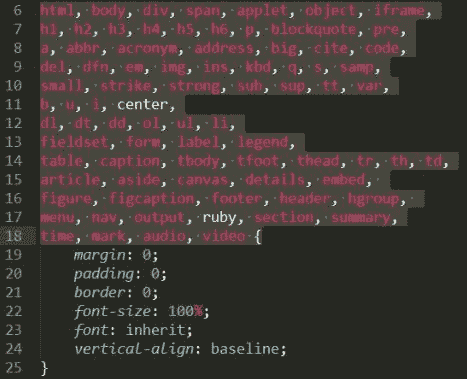 6 html, body, div, span, applet, object, iframe,
7 h1, h2, h3, h4, h5, h6, p, blockquote, pre,
8 a, abbr, acronym, address, big, cite, code,
9 del, dfn, em, img, ins, kbd, q, s, samp,
10 small, strike, strong, sub, sup, tt, var,
11 b, u, i, center,
12 dl, dt, dd, ol, ul, li,
13 fieldset, form, label, legend,
14 table, caption, tbody, tfoot, thead, tr, th, td,
15 article, aside, canvas, details, embed,
16 figure, figcaption, footer, header, hgroup,
17 menu, nav, output, ruby, section, summary,
18 time, mark, audio, video {
19 margin: 0;
20 padding: 0;
21 border: 0;
22 font-size: 100%;
23 font: inherit;
24 vertical-align: baseline;
25 }